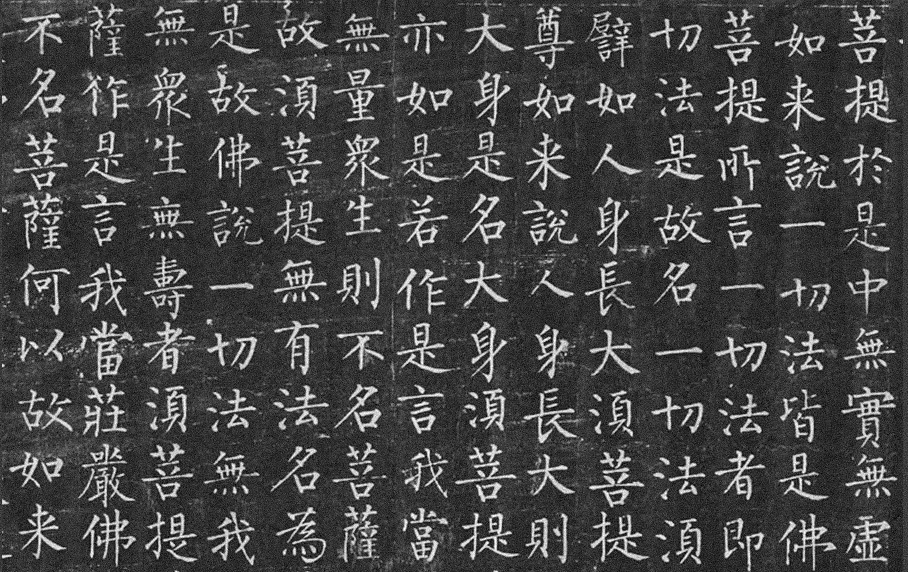 菩提於是中無實無虛
如来說一切法皆是佛
菩提所言一切法者即
切法是故名一切法須
譬如人身長大須菩提
尊如来說人身長大則
大身是名大身須菩提
亦如是若作是言我當
無量衆生則不名菩薩
故須菩提無有法名為
是故佛說一切法無我
無衆生無壽者須菩提
薩作是言我當莊嚴佛
不名菩薩何以故如来